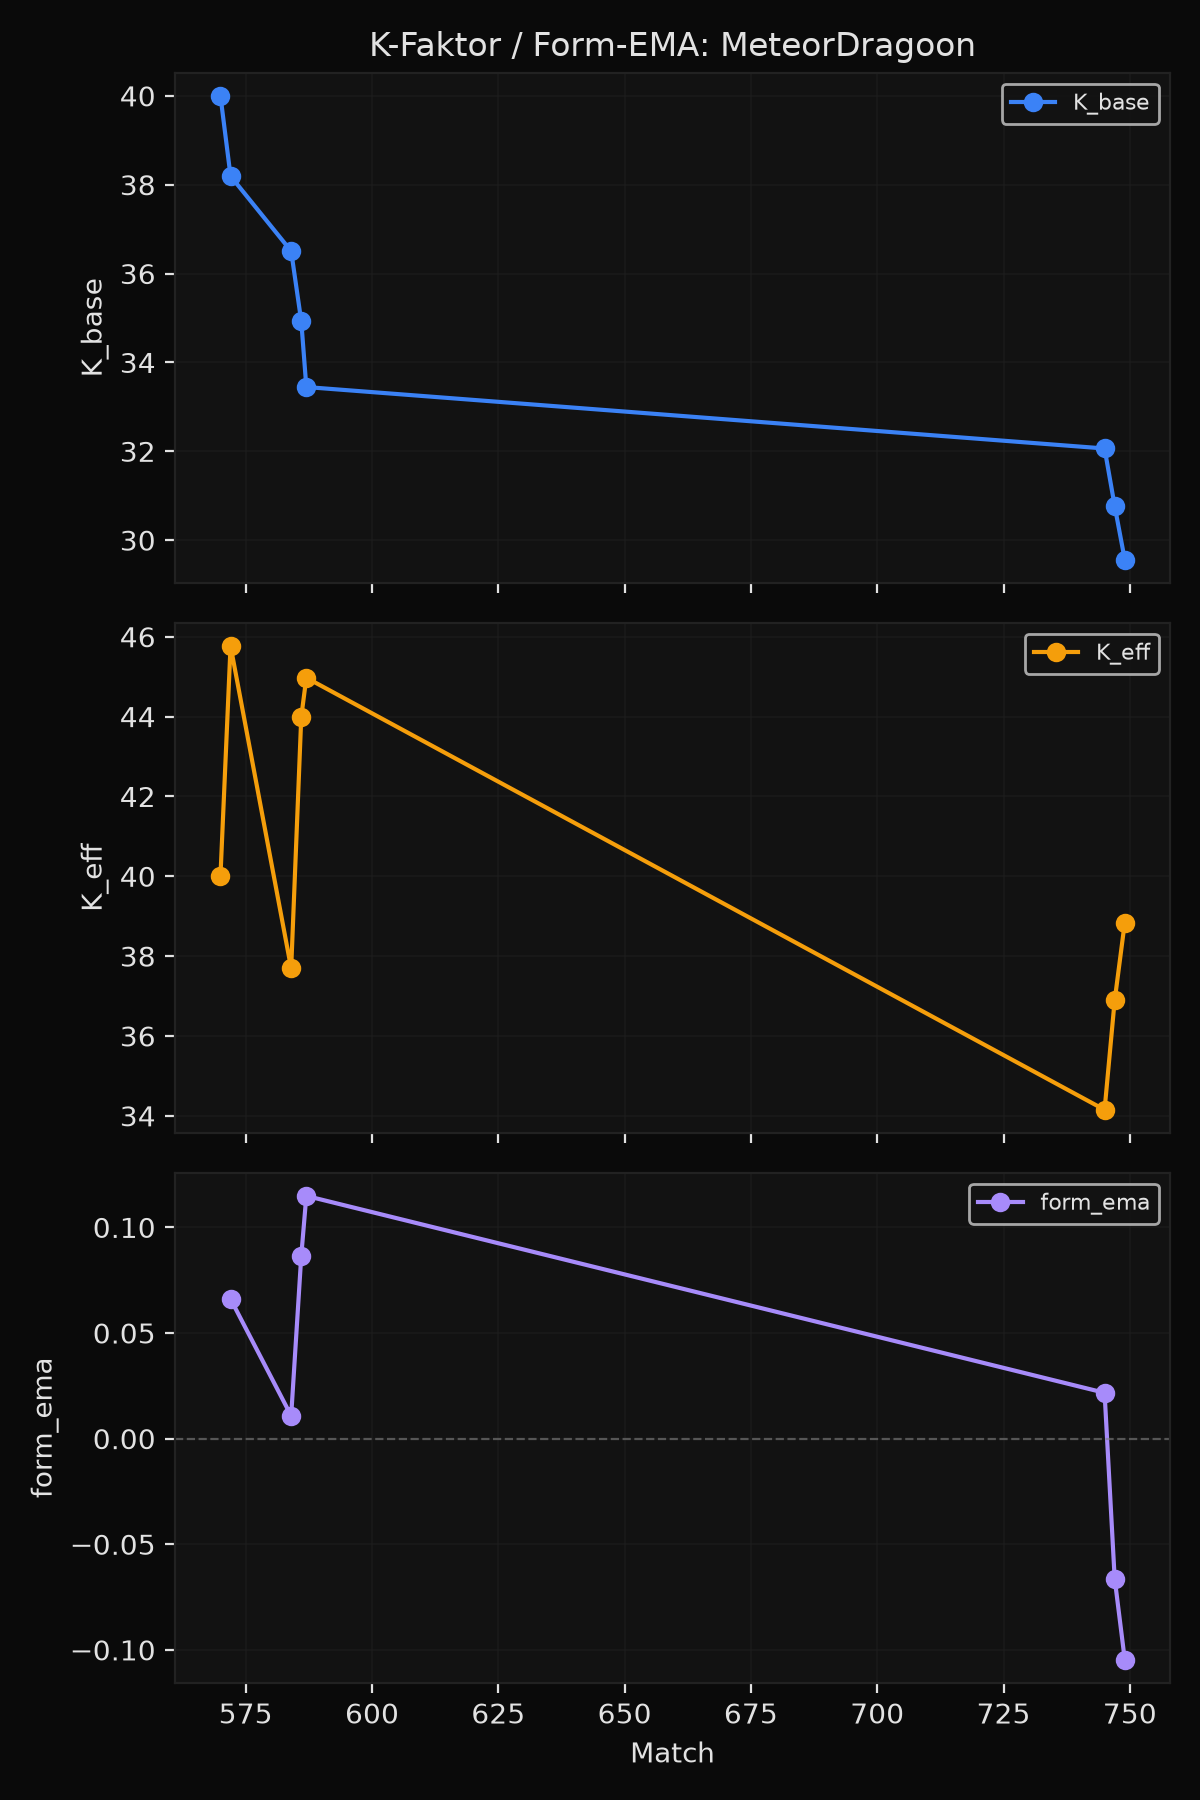 K-Faktor / Form-EMA: MeteorDragoon
K_base
40
38
36
34
32
30
K_base
K_eff
46
44
42
40
38
36
34
K_eff
form_ema
0.10
0.05
0.00
−0.05
−0.10
form_ema
575 600 625 650 675 700 725 750
Match